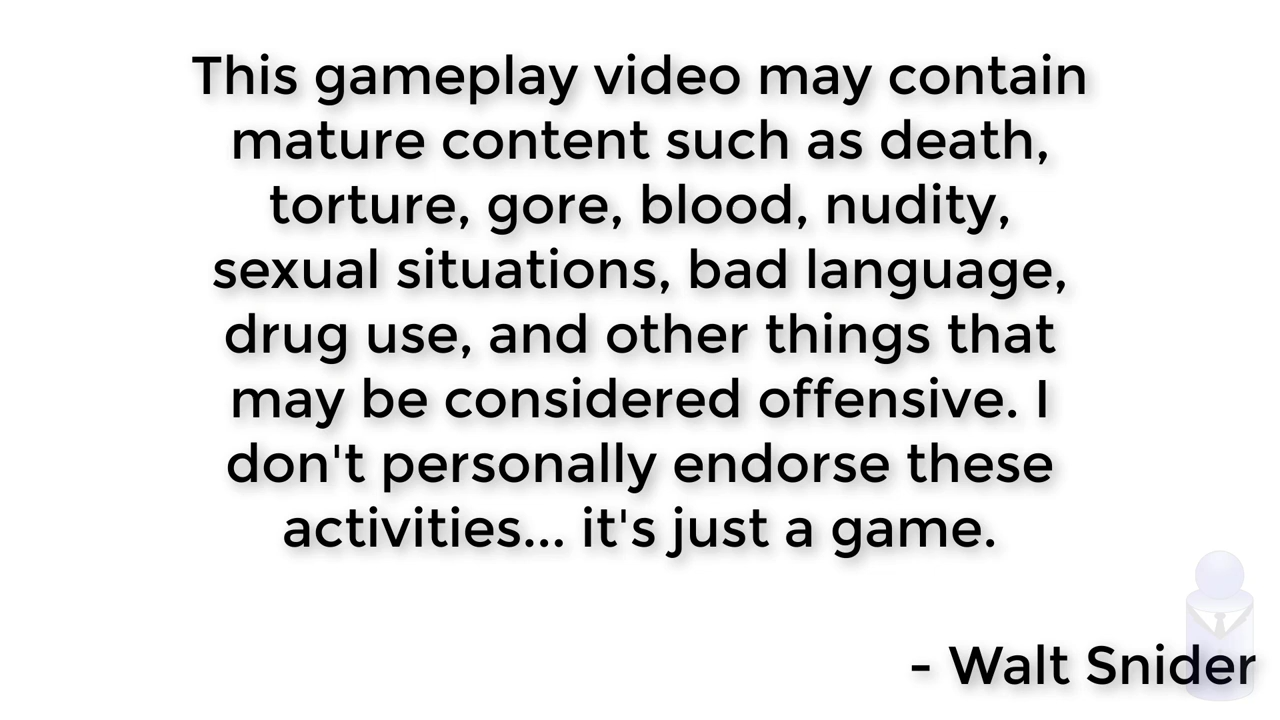 This gameplay video may contain
mature content such as death,
torture, gore, blood, nudity,
sexual situations, bad language,
drug use, and other things that
may be considered offensive. I
don't personally endorse these
activities... it's just a game.
- Walt Snider